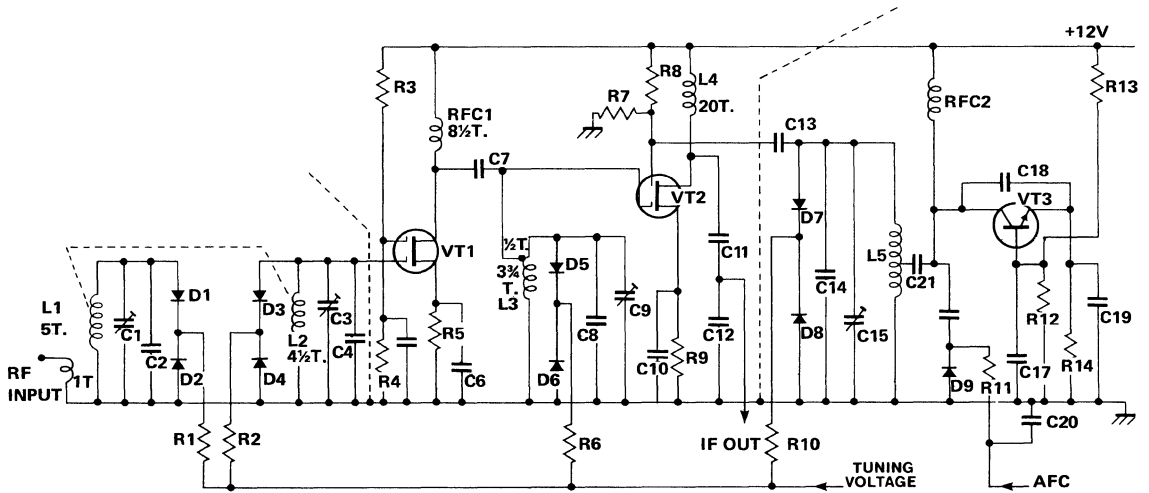 +12V
R3
R8
L4
20T.
R13
RFC1
8½T.
R7
RFC2
C13
C7
C18
VT2
VT3
D7
VT1
½T.
3¾
T.
L3
D5
C11
L5
C21
L1
5T.
C1
C2
D1
D2
D3
D4
L2
4½T.
C3
C4
R5
C9
C8
C14
C15
R12
C19
C12
D8
RF
INPUT
1T
R4
C6
D6
C10
R9
D9
R11
C17
R14
C20
R1
R2
R6
IF OUT
R10
TUNING
VOLTAGE
AFC